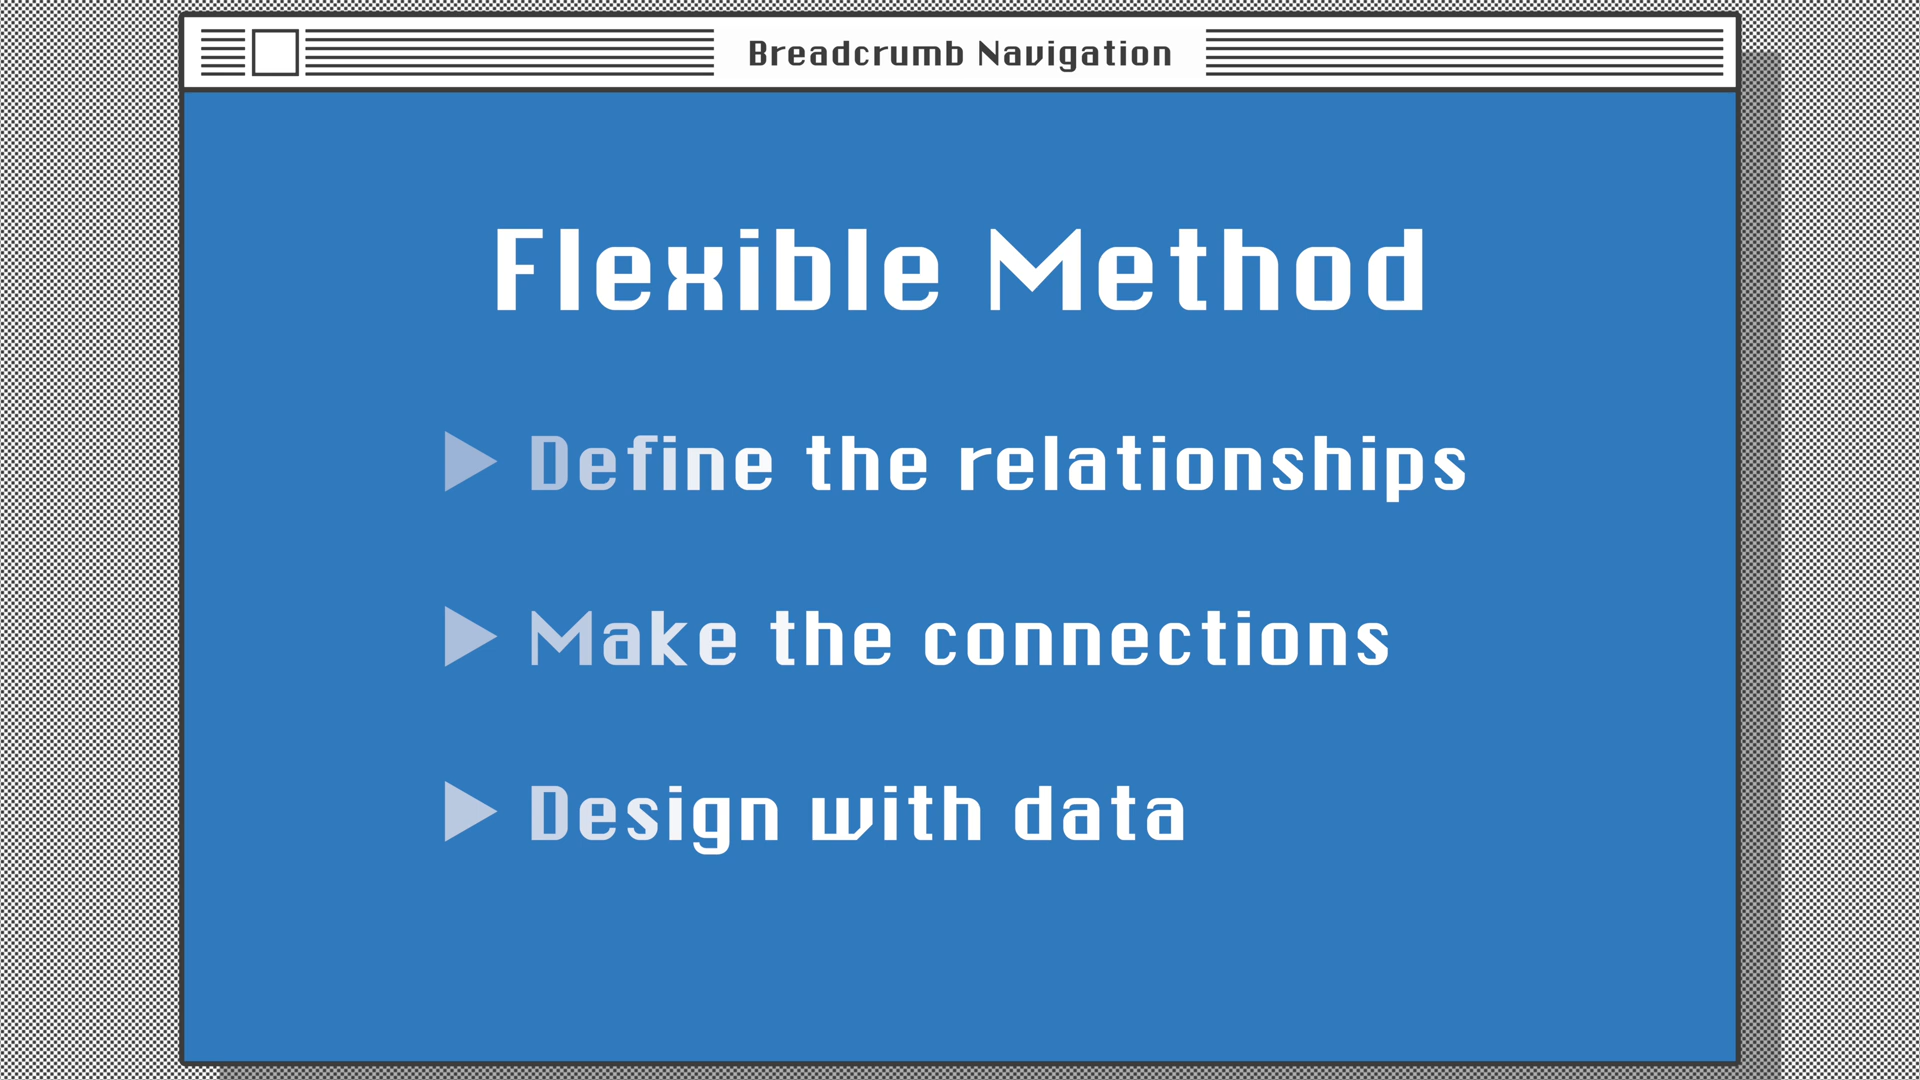 Breadcrumb Navigation
Flexible Method
Define the relationships
Make the connections
Design with data